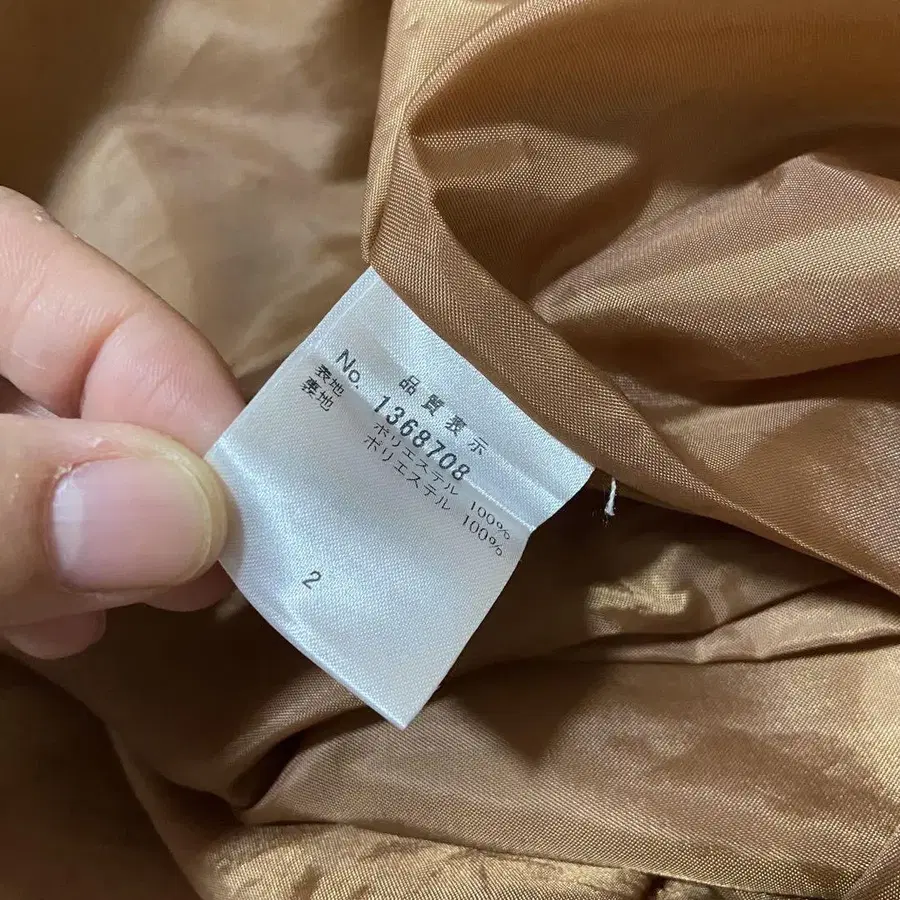 品質表示
No. 1368708
表地 ポリエステル 100%
裏地 ポリエステル 100%
2